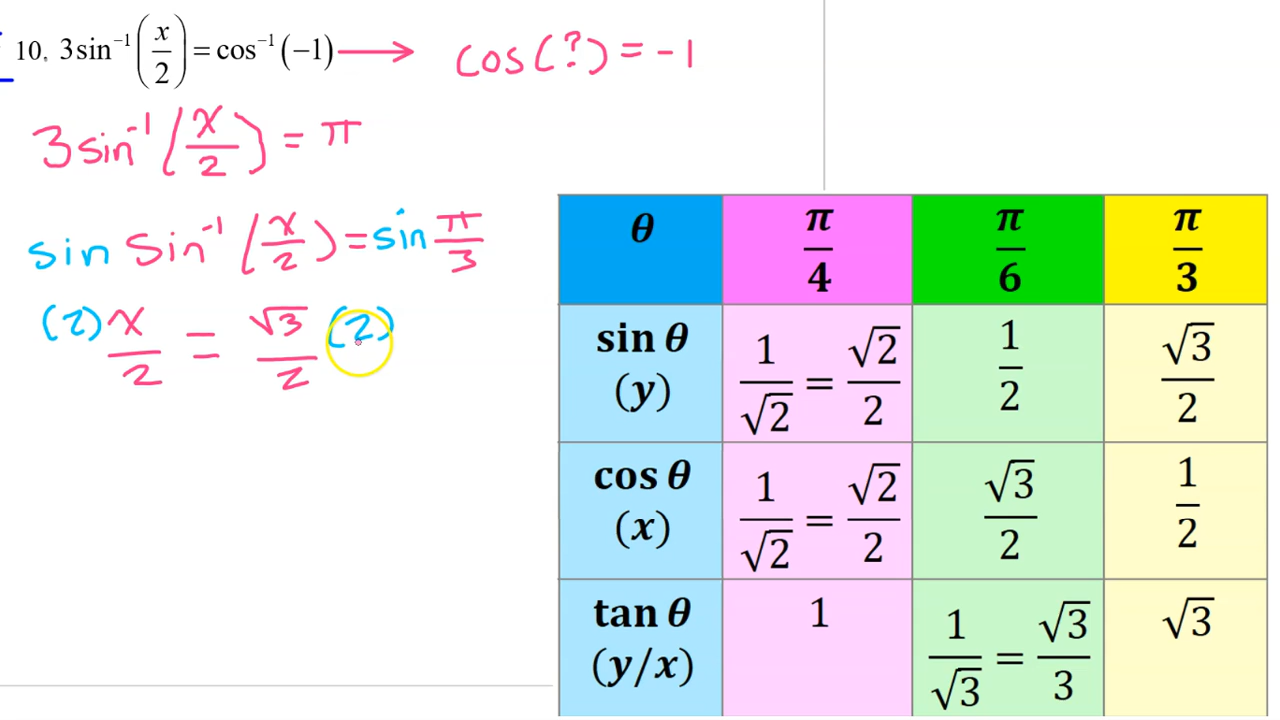 10. 3sin⁻¹(x/2) = cos⁻¹(−1) → cos(?) = -1
3sin⁻¹(x/2) = π
sin sin⁻¹(x/2) = sin π/3
(2) x/2 = √3/2 (2)
θ π/4 π/6 π/3
sin θ (y) 1/√2 = √2/2 1/2 √3/2
cos θ (x) 1/√2 = √2/2 √3/2 1/2
tan θ (y/x) 1 1/√3 = √3/3 √3